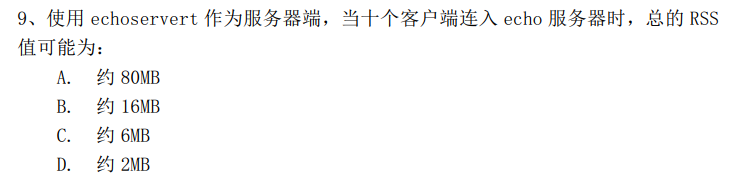 9、使用 echoservert 作为服务器端，当十个客户端连入 echo 服务器时，总的 RSS
值可能为：
A. 约 80MB
B. 约 16MB
C. 约 6MB
D. 约 2MB